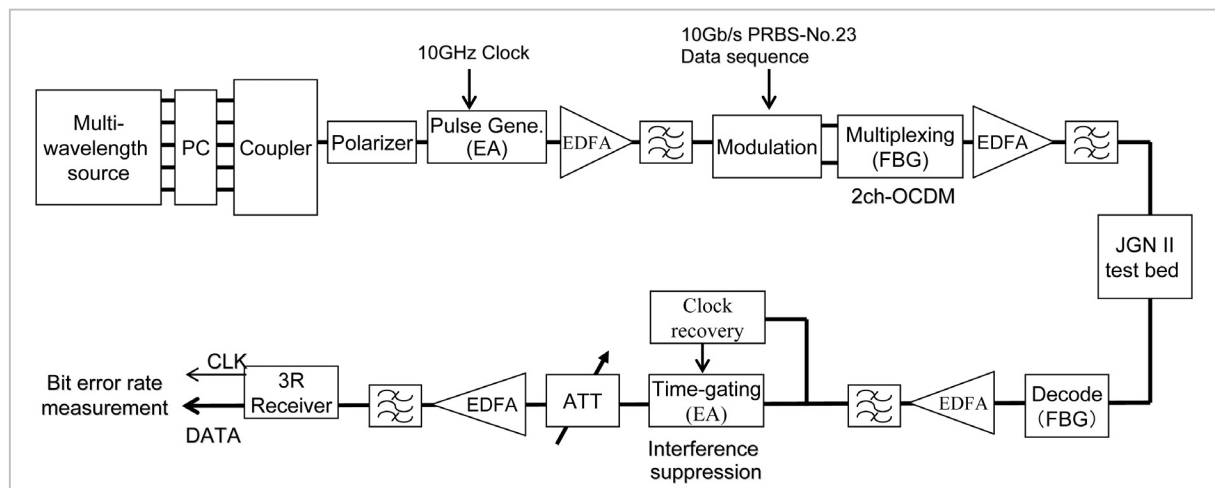 10GHz Clock
10Gb/s PRBS-No.23
Data sequence
Multi-
wavelength
source
PC
Coupler
Polarizer
Pulse Gene.
(EA)
EDFA
Modulation
Multiplexing
(FBG)
2ch-OCDM
EDFA
JGN II
test bed
Clock
recovery
Bit error rate
measurement
CLK
DATA
3R
Receiver
EDFA
ATT
Time-gating
(EA)
Interference
suppression
EDFA
Decode
(FBG)